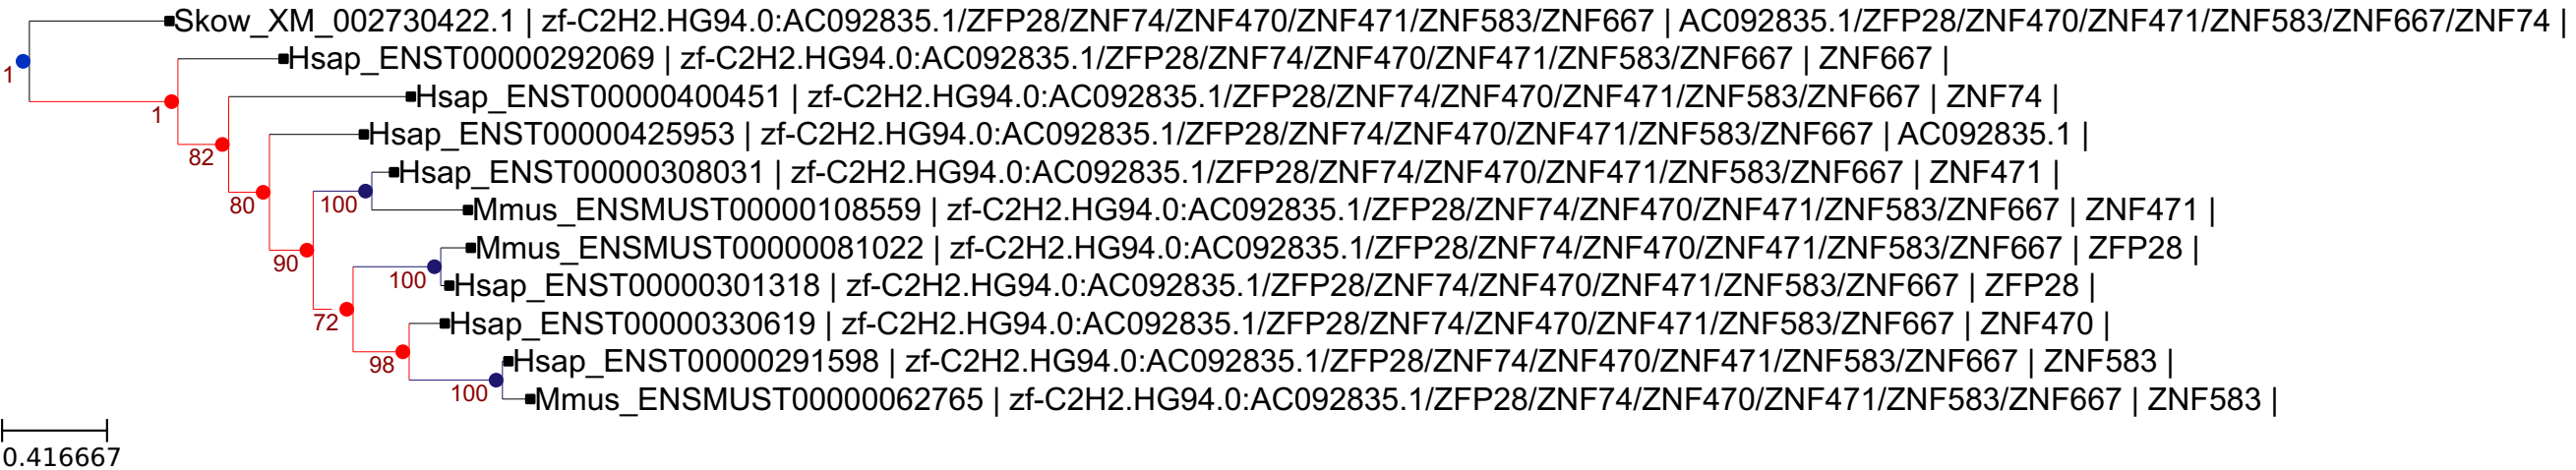 Skow_XM_002730422.1 | zf-C2H2.HG94.0:AC092835.1/ZFP28/ZNF74/ZNF470/ZNF471/ZNF583/ZNF667 | AC092835.1/ZFP28/ZNF470/ZNF471/ZNF583/ZNF667/ZNF74 |
Hsap_ENST00000292069 | zf-C2H2.HG94.0:AC092835.1/ZFP28/ZNF74/ZNF470/ZNF471/ZNF583/ZNF667 | ZNF667 |
1
Hsap_ENST00000400451 | zf-C2H2.HG94.0:AC092835.1/ZFP28/ZNF74/ZNF470/ZNF471/ZNF583/ZNF667 | ZNF74 |
1
Hsap_ENST00000425953 | zf-C2H2.HG94.0:AC092835.1/ZFP28/ZNF74/ZNF470/ZNF471/ZNF583/ZNF667 | AC092835.1 |
82
Hsap_ENST00000308031 | zf-C2H2.HG94.0:AC092835.1/ZFP28/ZNF74/ZNF470/ZNF471/ZNF583/ZNF667 | ZNF471 |
80
100
Mmus_ENSMUST00000108559 | zf-C2H2.HG94.0:AC092835.1/ZFP28/ZNF74/ZNF470/ZNF471/ZNF583/ZNF667 | ZNF471 |
Mmus_ENSMUST00000081022 | zf-C2H2.HG94.0:AC092835.1/ZFP28/ZNF74/ZNF470/ZNF471/ZNF583/ZNF667 | ZFP28 |
90
100
Hsap_ENST00000301318 | zf-C2H2.HG94.0:AC092835.1/ZFP28/ZNF74/ZNF470/ZNF471/ZNF583/ZNF667 | ZFP28 |
72
Hsap_ENST00000330619 | zf-C2H2.HG94.0:AC092835.1/ZFP28/ZNF74/ZNF470/ZNF471/ZNF583/ZNF667 | ZNF470 |
98
Hsap_ENST00000291598 | zf-C2H2.HG94.0:AC092835.1/ZFP28/ZNF74/ZNF470/ZNF471/ZNF583/ZNF667 | ZNF583 |
100
Mmus_ENSMUST00000062765 | zf-C2H2.HG94.0:AC092835.1/ZFP28/ZNF74/ZNF470/ZNF471/ZNF583/ZNF667 | ZNF583 |
0.416667